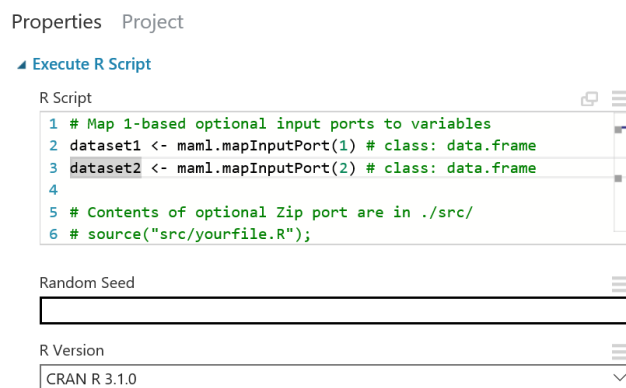 Properties Project
Execute R Script
R Script
1 # Map 1-based optional input ports to variables
2 dataset1 <- maml.mapInputPort(1) # class: data.frame
3 dataset2 <- maml.mapInputPort(2) # class: data.frame
4
5 # Contents of optional Zip port are in ./src/
6 # source("src/yourfile.R");
Random Seed
R Version
CRAN R 3.1.0